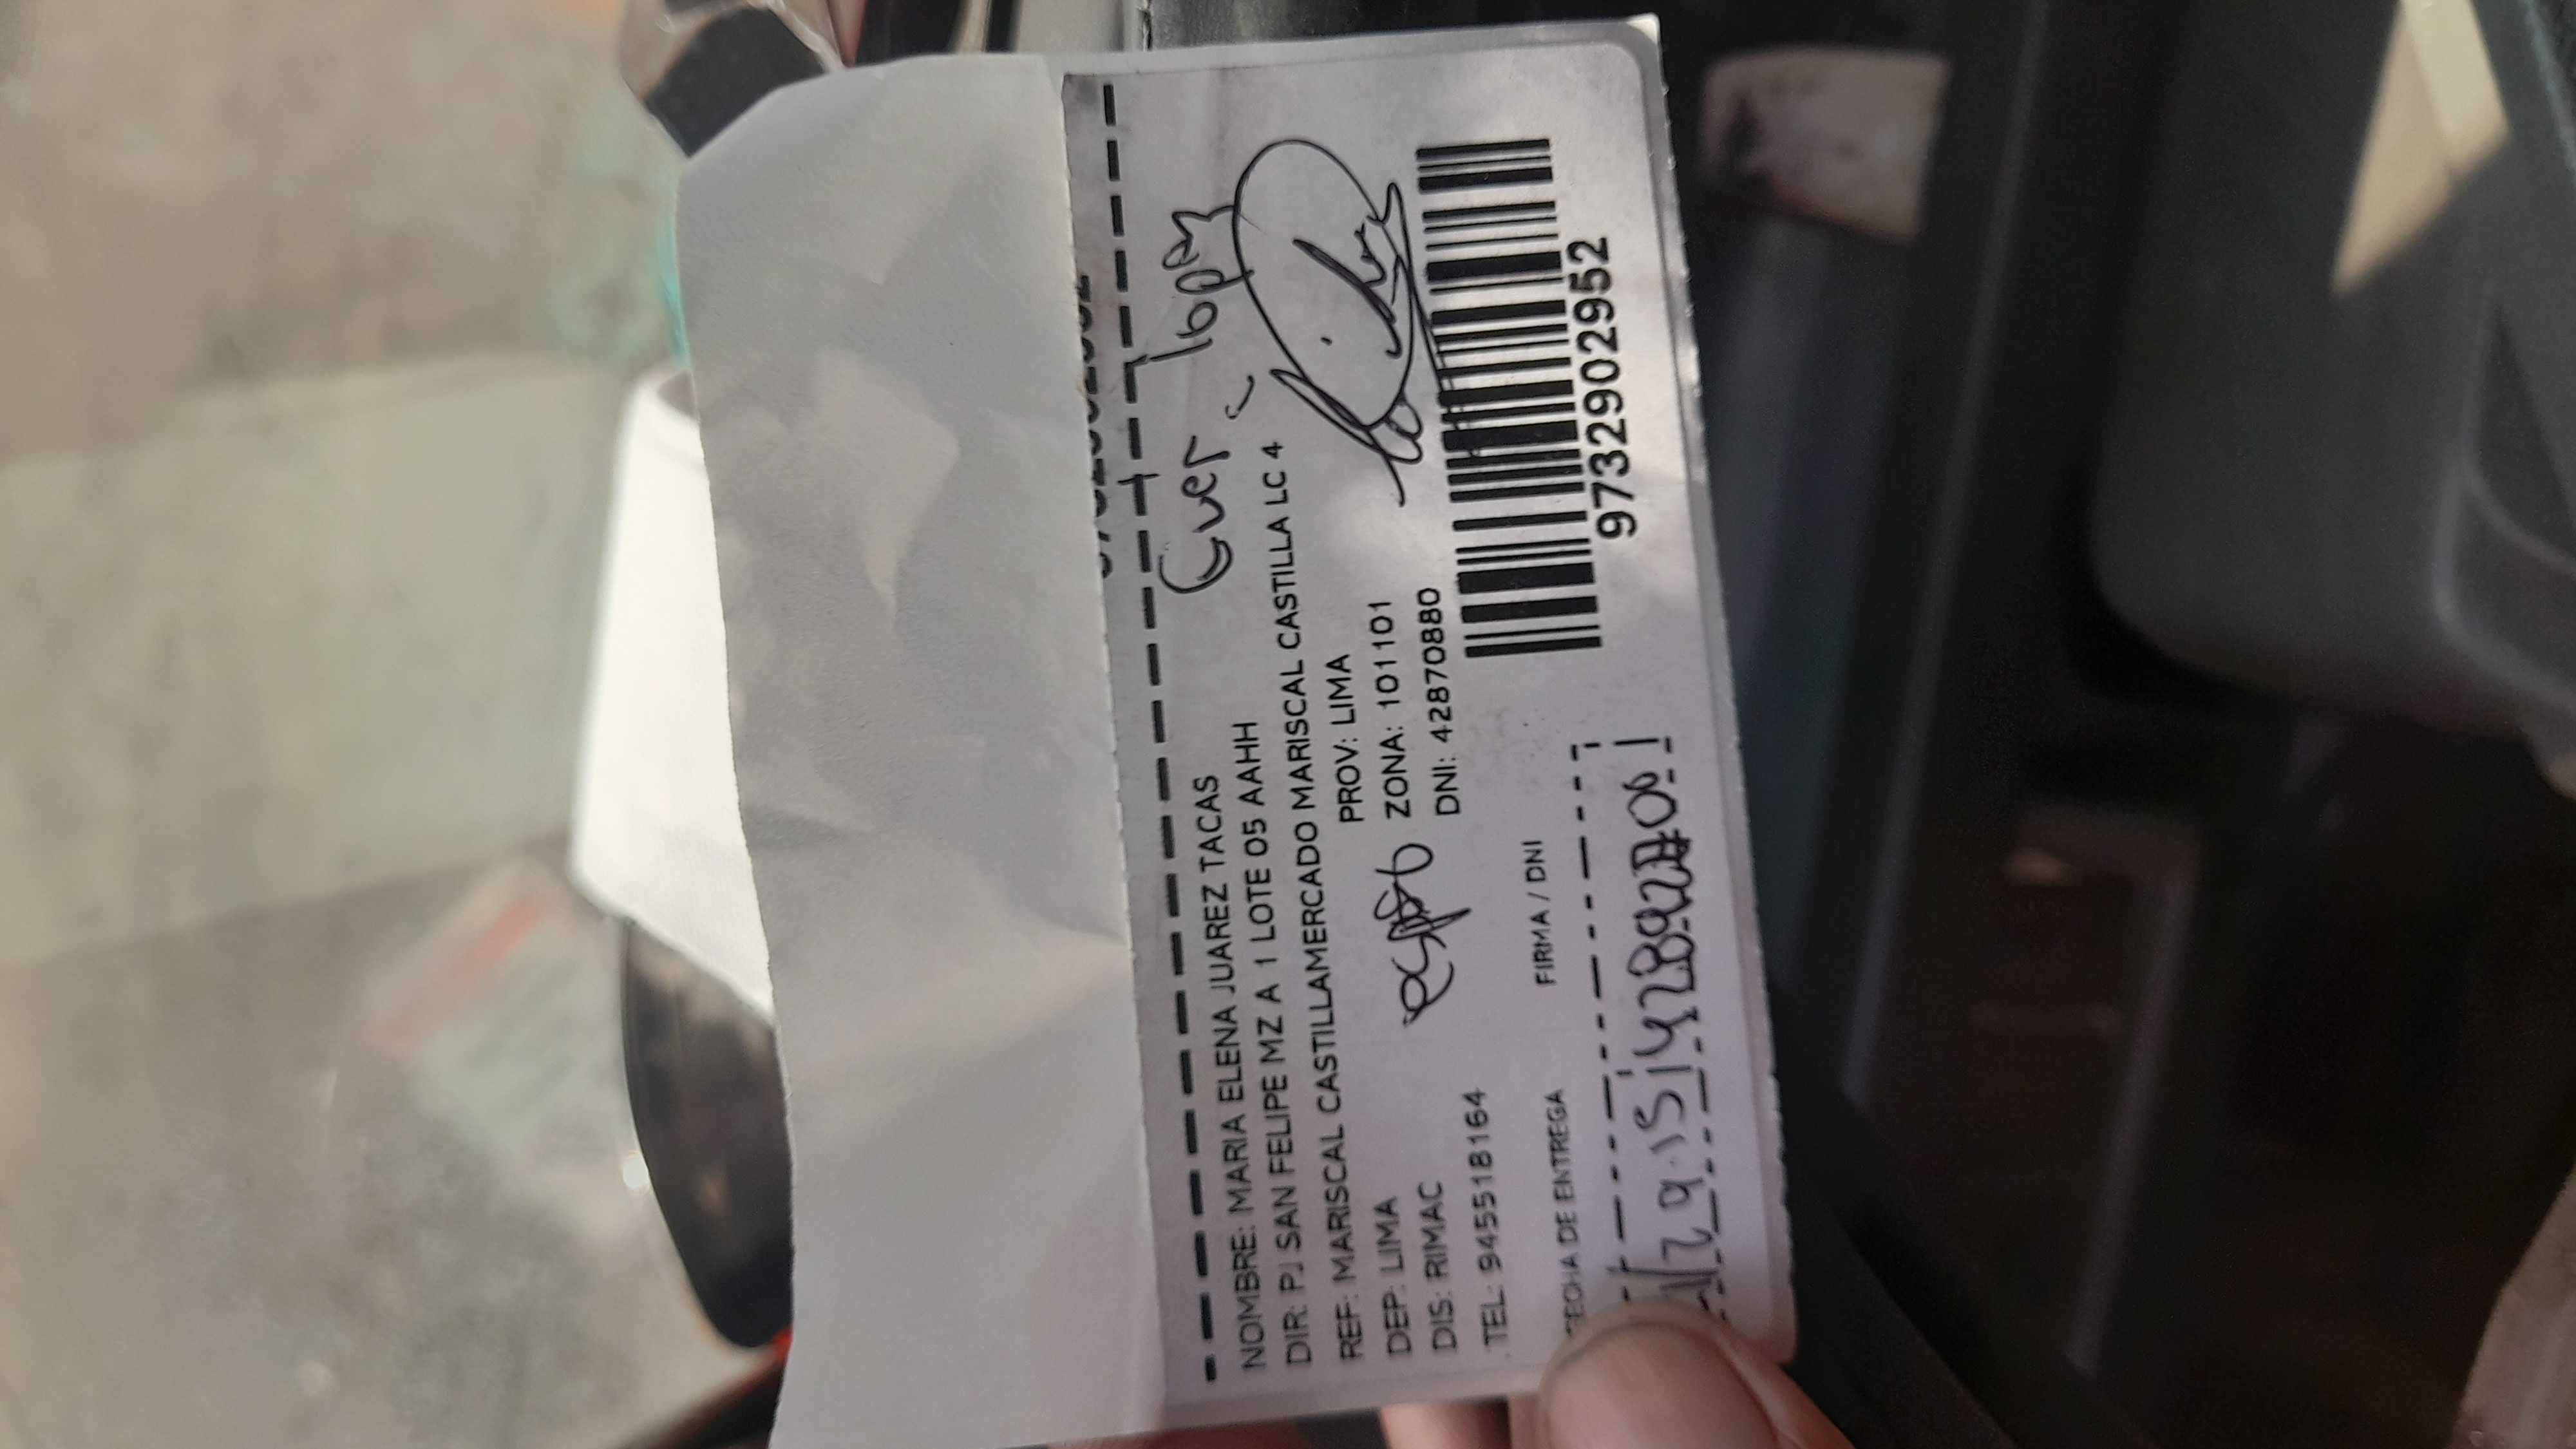 NOMBRE: MARIA ELENA JUAREZ TACAS
DIR: PJ SAN FELIPE MZ A 1 LOTE 05 AAHH
REF: MARISCAL CASTILLAMERCADO MARISCAL CASTILLA LC 4
DEP: LIMA PROV: LIMA
DIS: RIMAC ZONA: 101101
TEL: 945518164 DNI: 42870880
FECHA DE ENTREGA FIRMA / DNI
97329029​52